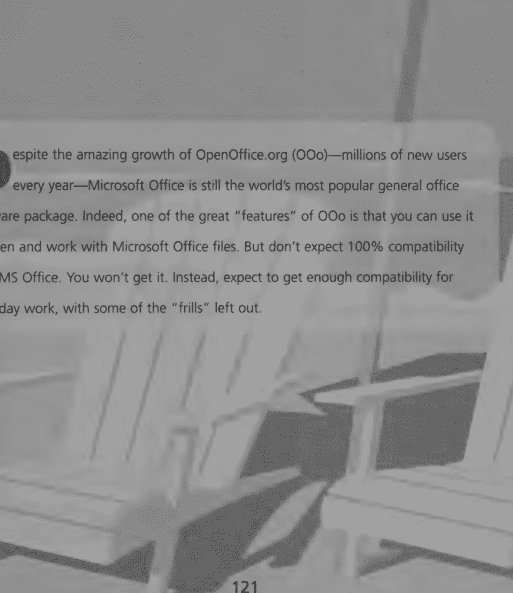 espite the amazing growth of OpenOffice.org (OOo)—millions of new users
every year—Microsoft Office is still the world's most popular general office
are package. Indeed, one of the great "features" of OOo is that you can use it
en and work with Microsoft Office files. But don't expect 100% compatibility
MS Office. You won't get it. Instead, expect to get enough compatibility for
day work, with some of the "frills" left out.
121